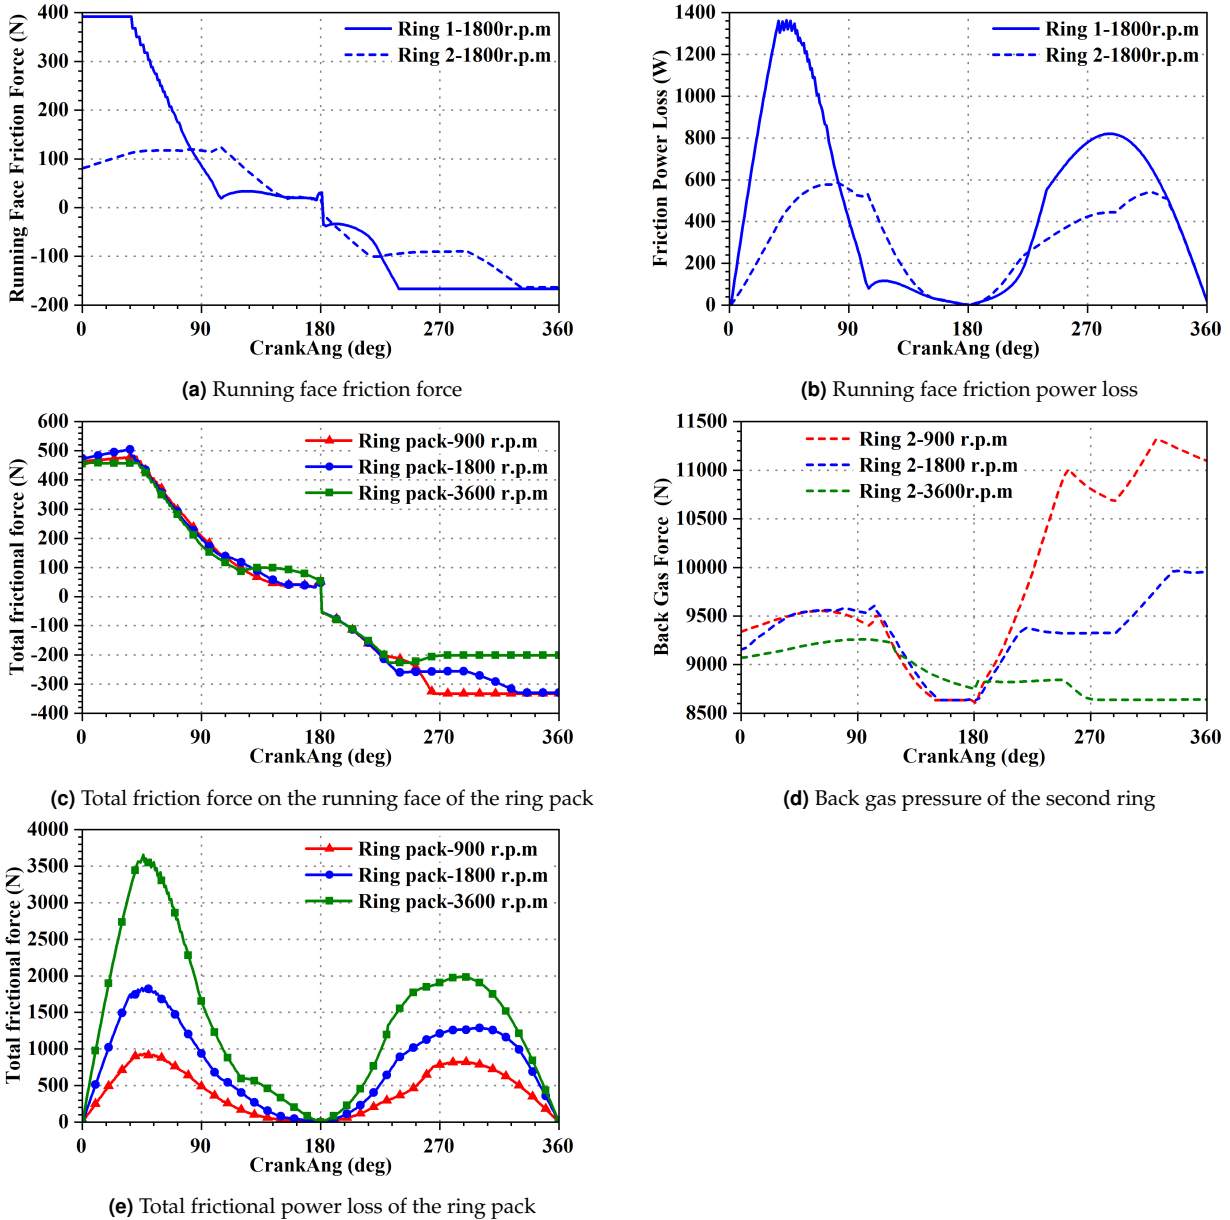 Running Face Friction Force (N)
400
300
200
100
0
-100
-200
0
90
180
270
360
CrankAng (deg)
Ring 1-1800r.p.m
Ring 2-1800r.p.m
(a) Running face friction force
Friction Power Loss (W)
1400
1200
1000
800
600
400
200
0
0
90
180
270
360
CrankAng (deg)
Ring 1-1800r.p.m
Ring 2-1800r.p.m
(b) Running face friction power loss
Total frictional force (N)
600
500
400
300
200
100
0
-100
-200
-300
-400
0
90
180
270
360
CrankAng (deg)
Ring pack-900 r.p.m
Ring pack-1800 r.p.m
Ring pack-3600 r.p.m
(c) Total friction force on the running face of the ring pack
Back Gas Force (N)
11500
11000
10500
10000
9500
9000
8500
0
90
180
270
360
CrankAng (deg)
Ring 2-900 r.p.m
Ring 2-1800 r.p.m
Ring 2-3600r.p.m
(d) Back gas pressure of the second ring
Total frictional force (N)
4000
3500
3000
2500
2000
1500
1000
500
0
0
90
180
270
360
CrankAng (deg)
Ring pack-900 r.p.m
Ring pack-1800 r.p.m
Ring pack-3600 r.p.m
(e) Total frictional power loss of the ring pack